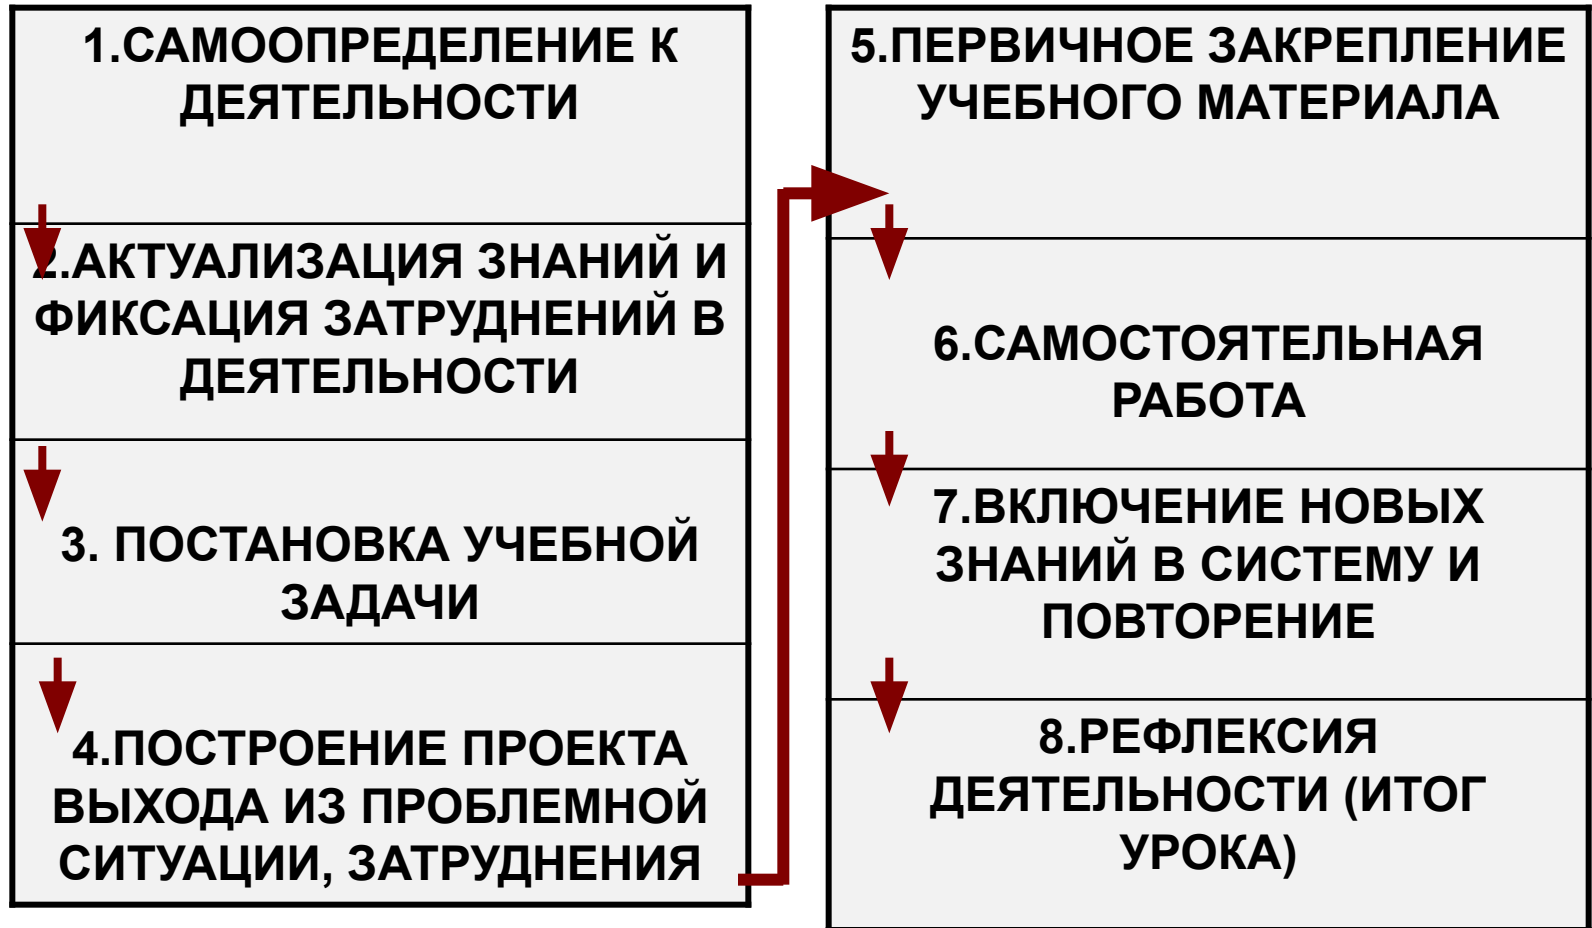 1.САМООПРЕДЕЛЕНИЕ К
ДЕЯТЕЛЬНОСТИ
2.АКТУАЛИЗАЦИЯ ЗНАНИЙ И
ФИКСАЦИЯ ЗАТРУДНЕНИЙ В
ДЕЯТЕЛЬНОСТИ
3. ПОСТАНОВКА УЧЕБНОЙ
ЗАДАЧИ
4.ПОСТРОЕНИЕ ПРОЕКТА
ВЫХОДА ИЗ ПРОБЛЕМНОЙ
СИТУАЦИИ, ЗАТРУДНЕНИЯ
5.ПЕРВИЧНОЕ ЗАКРЕПЛЕНИЕ
УЧЕБНОГО МАТЕРИАЛА
6.САМОСТОЯТЕЛЬНАЯ
РАБОТА
7.ВКЛЮЧЕНИЕ НОВЫХ
ЗНАНИЙ В СИСТЕМУ И
ПОВТОРЕНИЕ
8.РЕФЛЕКСИЯ
ДЕЯТЕЛЬНОСТИ (ИТОГ
УРОКА)